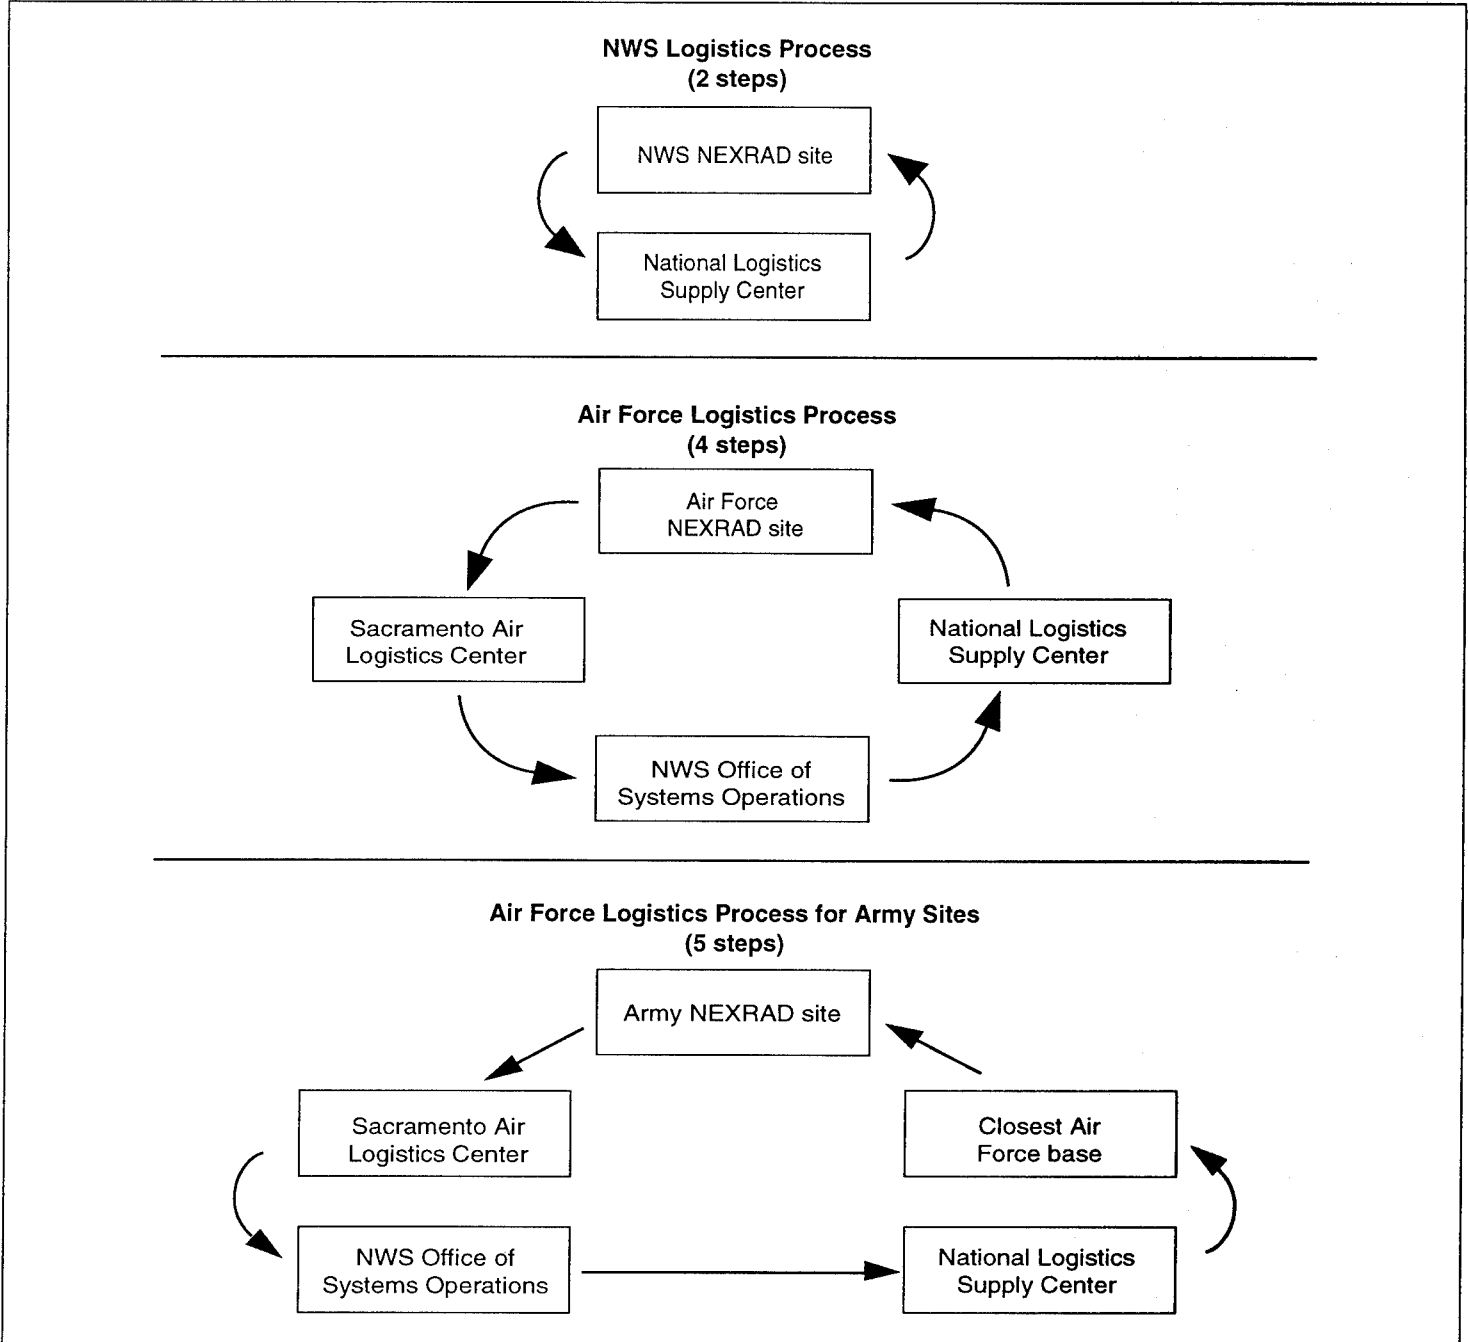 NWS Logistics Process
(2 steps)
NWS NEXRAD site
National Logistics
Supply Center
Air Force Logistics Process
(4 steps)
Air Force
NEXRAD site
Sacramento Air
Logistics Center
National Logistics
Supply Center
NWS Office of
Systems Operations
Air Force Logistics Process for Army Sites
(5 steps)
Army NEXRAD site
Sacramento Air
Logistics Center
Closest Air
Force base
NWS Office of
Systems Operations
National Logistics
Supply Center